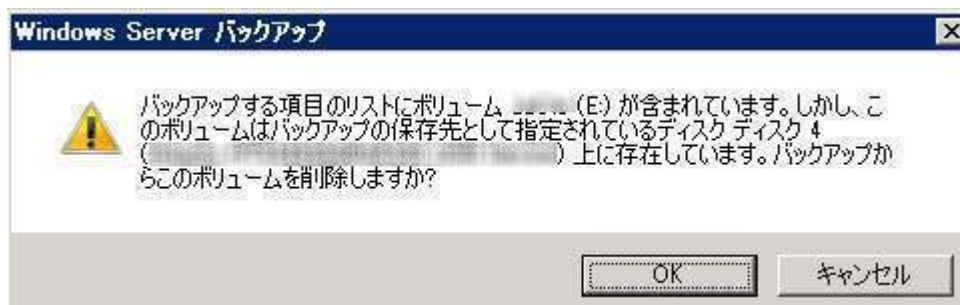 Windows Server バックアップ
バックアップする項目のリストにボリューム (E:) が含まれています。しかし、こ
のボリュームはバックアップの保存先として指定されているディスク ディスク 4
( ) 上に存在しています。バックアップか
らこのボリュームを削除しますか?
OK
キャンセル